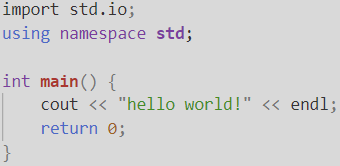 import std.io;
using namespace std;
int main() {
cout << "hello world!" << endl;
return 0;
}